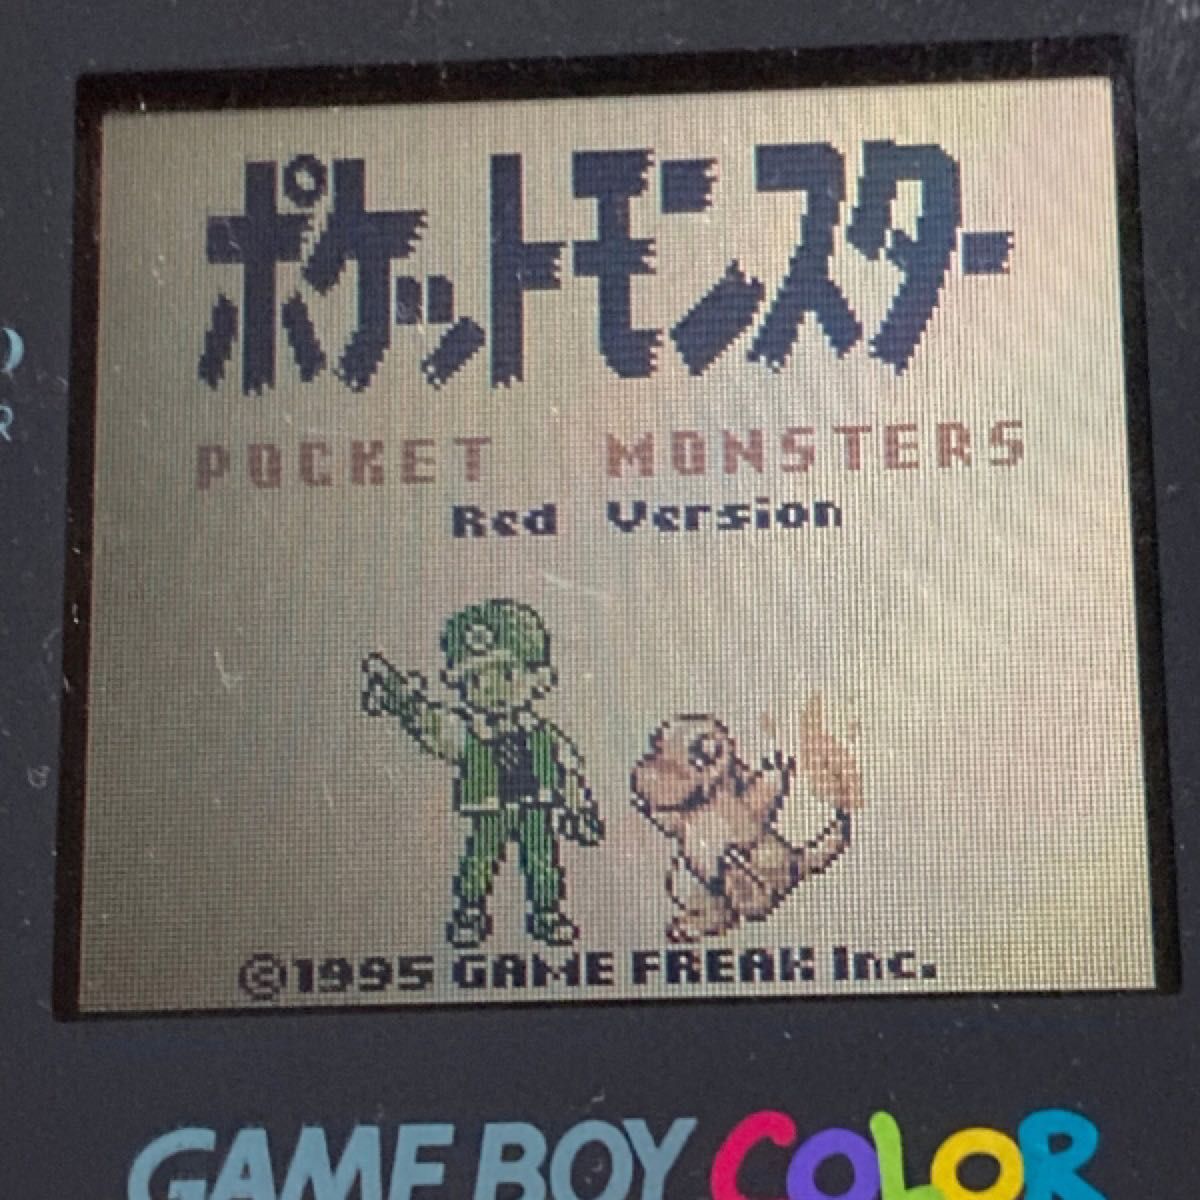 ポケットモンスター
POCKET MONSTERS
Red Version
©1995 GAME FREAK Inc.
GAME BOY COLOR